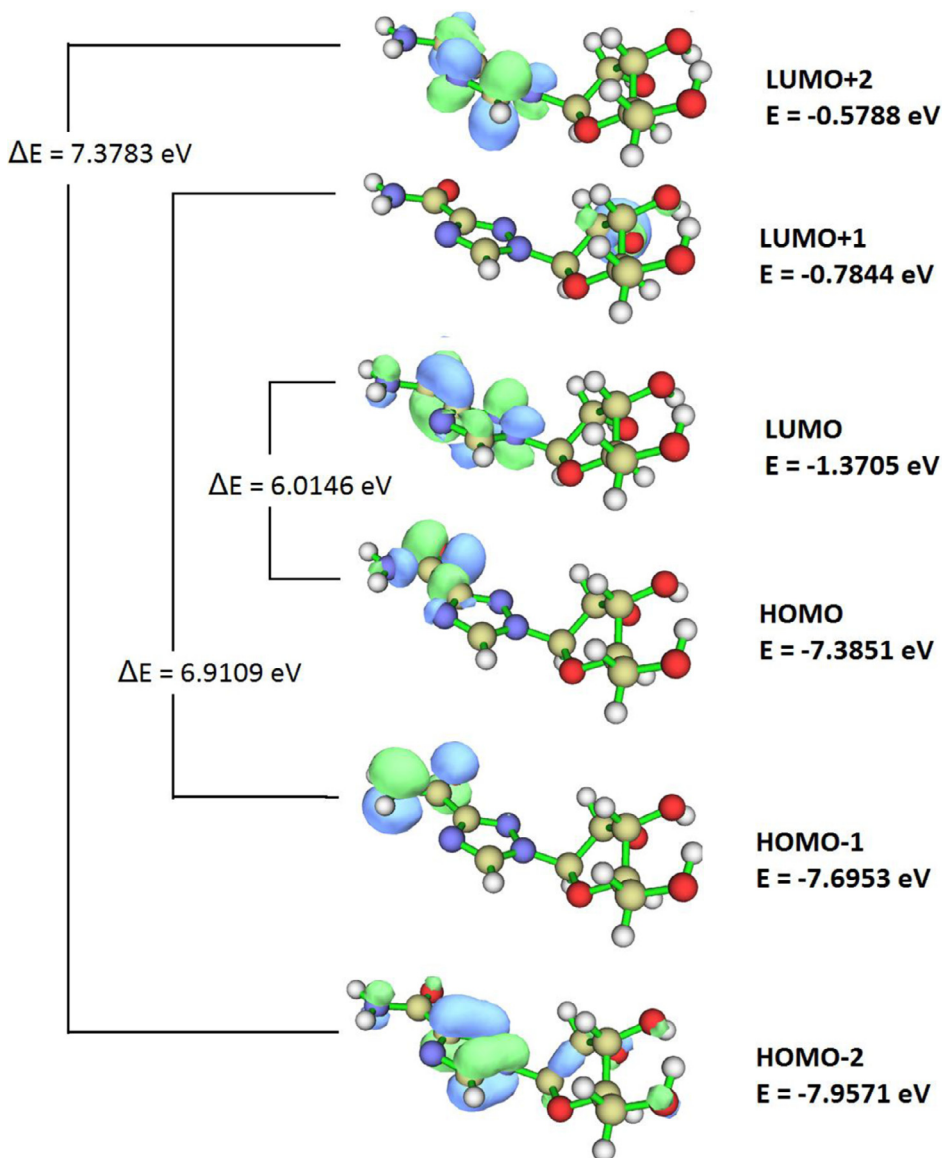 LUMO+2
E = -0.5788 eV
ΔE = 7.3783 eV
LUMO+1
E = -0.7844 eV
LUMO
E = -1.3705 eV
ΔE = 6.0146 eV
HOMO
E = -7.3851 eV
ΔE = 6.9109 eV
HOMO-1
E = -7.6953 eV
HOMO-2
E = -7.9571 eV